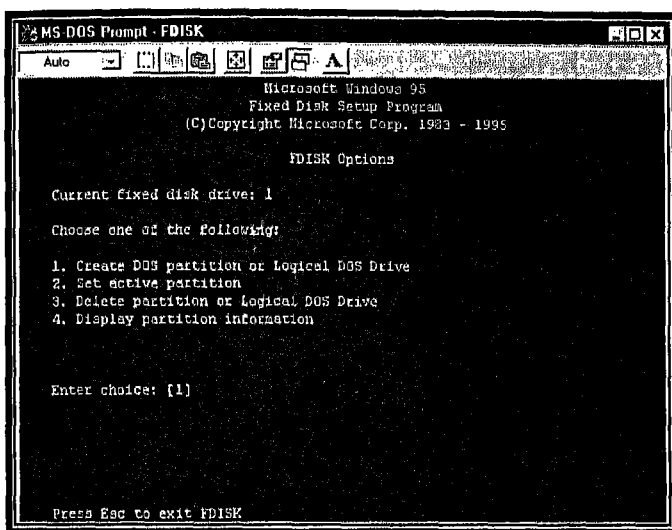 MS-DOS Prompt - FDISK
Auto
A
Microsoft Windows 95
Fixed Disk Setup Program
(C)Copyright Microsoft Corp. 1983 - 1995
FDISK Options
Current fixed disk drive: 1
Choose one of the following:
1. Create DOS partition or Logical DOS Drive
2. Set active partition
3. Delete partition or Logical DOS Drive
4. Display partition information
Enter choice: [1]
Press Esc to exit FDISK